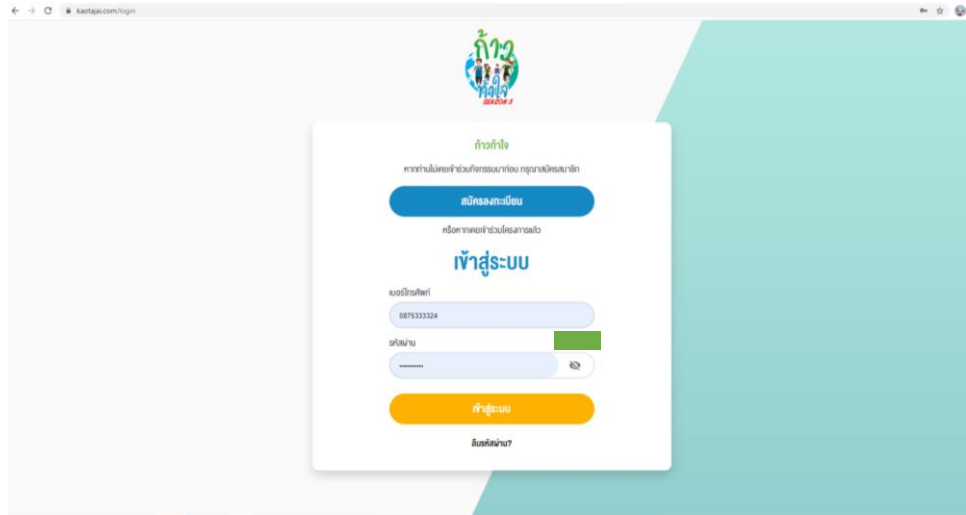 kaotajai.com/login
ก้าว
ท้าใจ
SEASON 3
ก้าวท้าใจ
หากท่านไม่เคยเข้าร่วมกิจกรรมมาก่อน กรุณาสมัครสมาชิก
สมัครลงทะเบียน
หรือหากเคยเข้าร่วมโครงการแล้ว
เข้าสู่ระบบ
เบอร์โทรศัพท์
0875333324
รหัสผ่าน
เข้าสู่ระบบ
ลืมรหัสผ่าน?